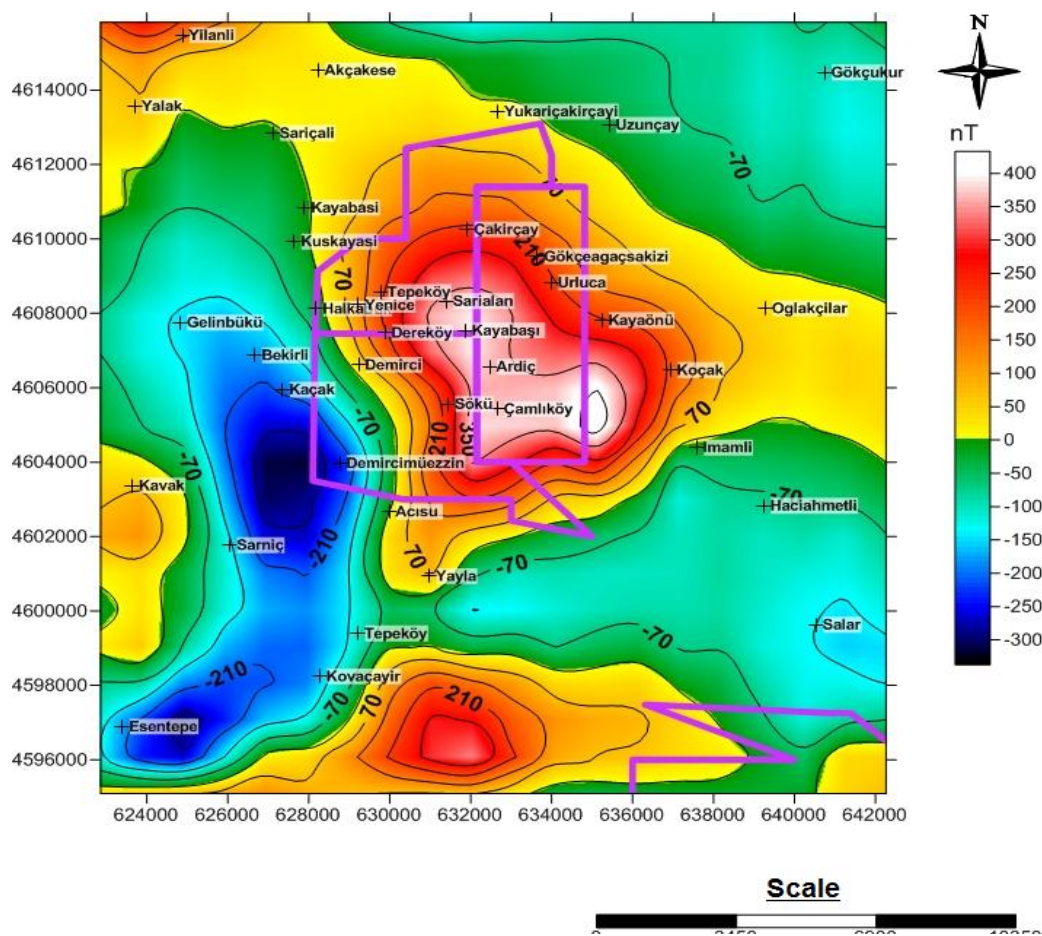 N
Yilanli
Akçakese
Gökçukur
4614000
Yalak
Yukariçakirçayi
Uzunçay
Sariçali
nT
-70
400
4612000
70
350
Kayabasi
300
Çakirçay
4610000
Kuskayasi
210
Gökçeagaçsakizi
250
70
Urluca
200
Tepeköy
Yenice
Sarialan
Oglakçilar
150
4608000
Gelinbükü
Kayaönü
100
Dereköy
Kayabaşı
50
Bekirli
Demirci
Ardiç
Koçak
0
4606000
Kaçak
-50
Sökü
Çamlıköy
70
-70
-100
210
350
Imamli
-150
4604000
-70
Demircimüezzin
-200
Kavak
-70
Haciahmetli
-250
Acısu
-300
4602000
Sarniç
-210
70
Yayla
-70
4600000
Tepeköy
-70
Salar
4598000
-210
Kovaçayir
Esentepe
-70
70
210
4596000
624000 626000 628000 630000 632000 634000 636000 638000 640000 642000
Scale